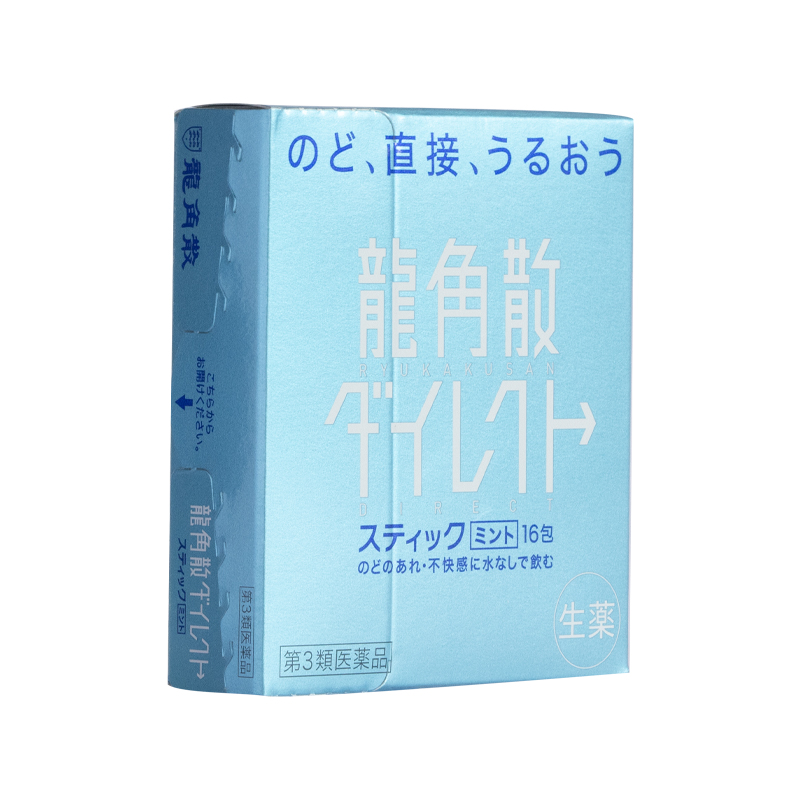 のど、直接、うるおう
龍角散
RYUKAKUSAN
ダイレクト
DIRECT
スティック ミント 16包
のどのあれ・不快感に水なしで飲む
生薬
第3類医薬品
龍角散
こちらから
お開けください。
龍角散ダイレクト
スティック ミント
第3類医薬品